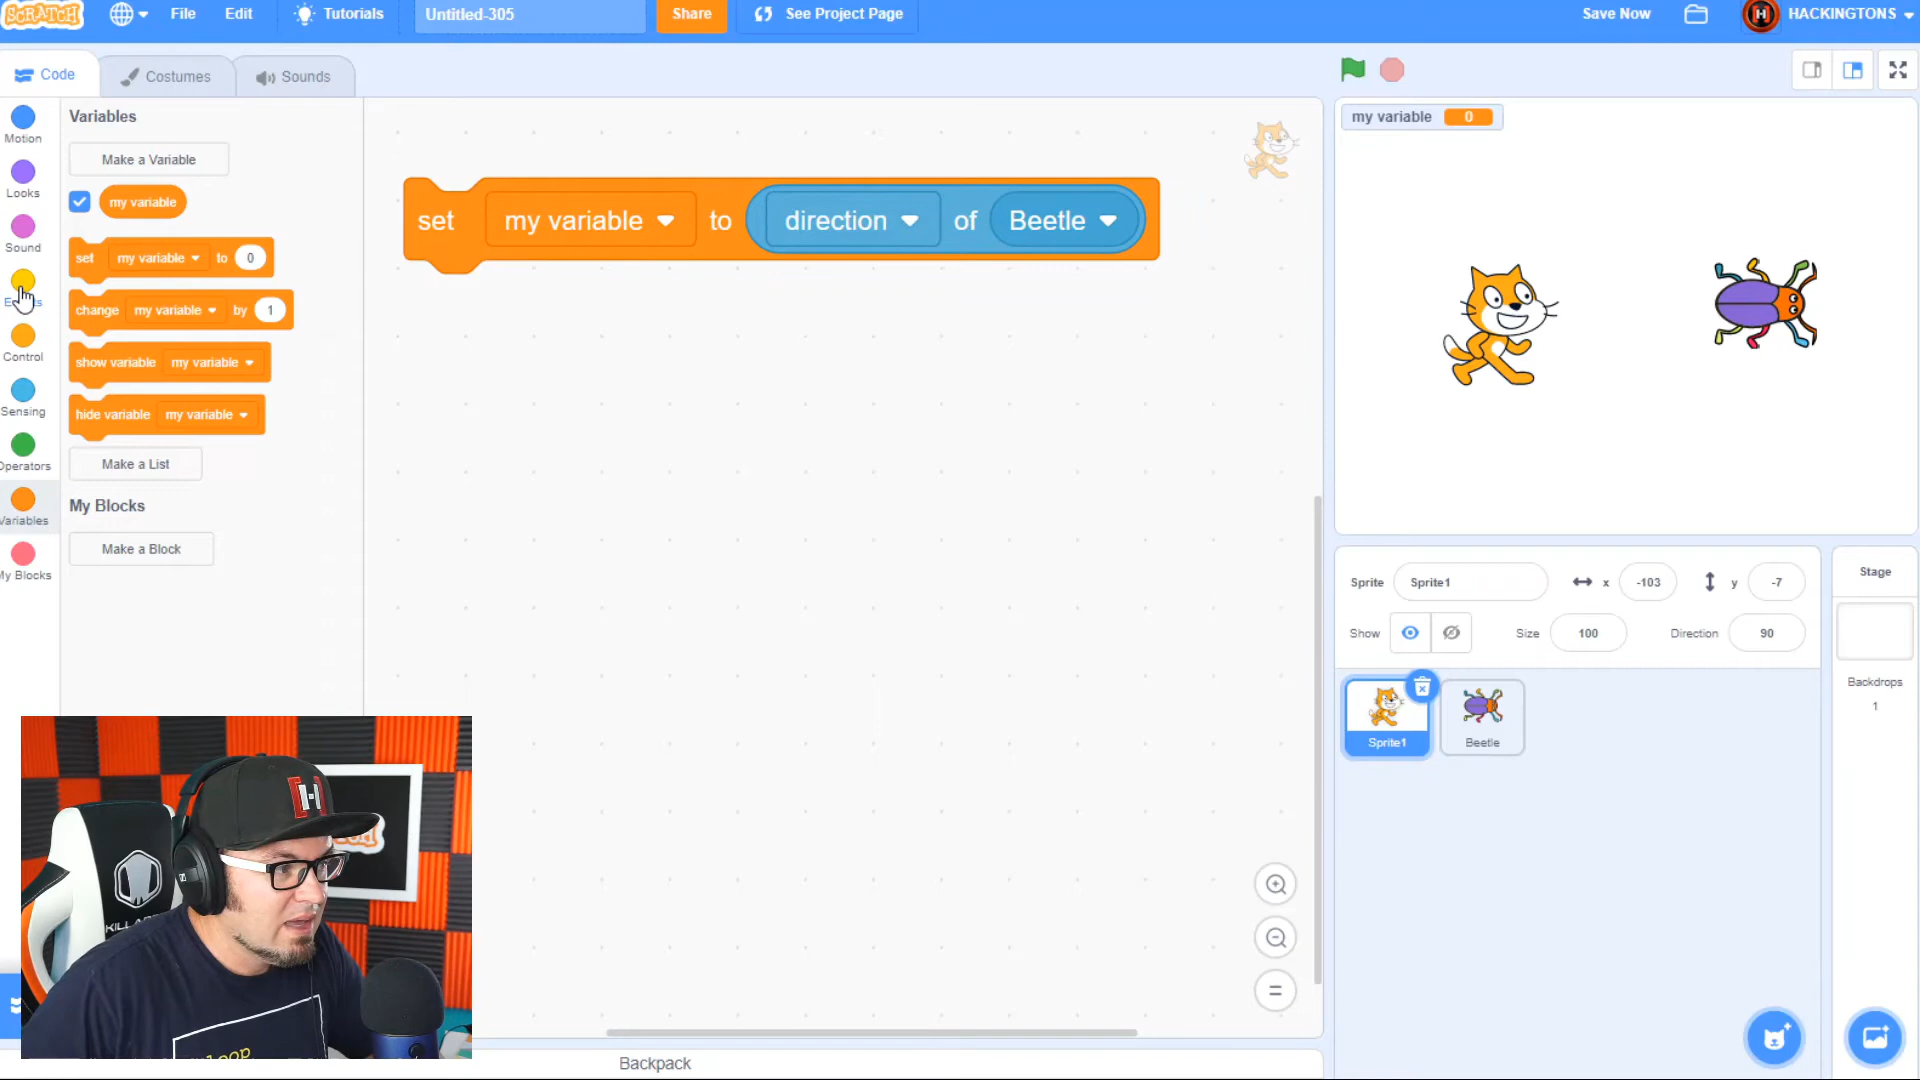 SCRATCH
File Edit Tutorials Untitled-305 Share See Project Page Save Now HACKINGTONS
Code Costumes Sounds
Variables
Make a Variable
my variable
set my variable to 0
change my variable by 1
show variable my variable
hide variable my variable
Make a List
My Blocks
Make a Block
Motion
Looks
Sound
Control
Sensing
Operators
Variables
My Blocks
set my variable to direction of Beetle
my variable 0
Sprite Sprite1 x -103 y -7
Show Size 100 Direction 90
Sprite1
Beetle
Stage
Backdrops
1
H
Backpack